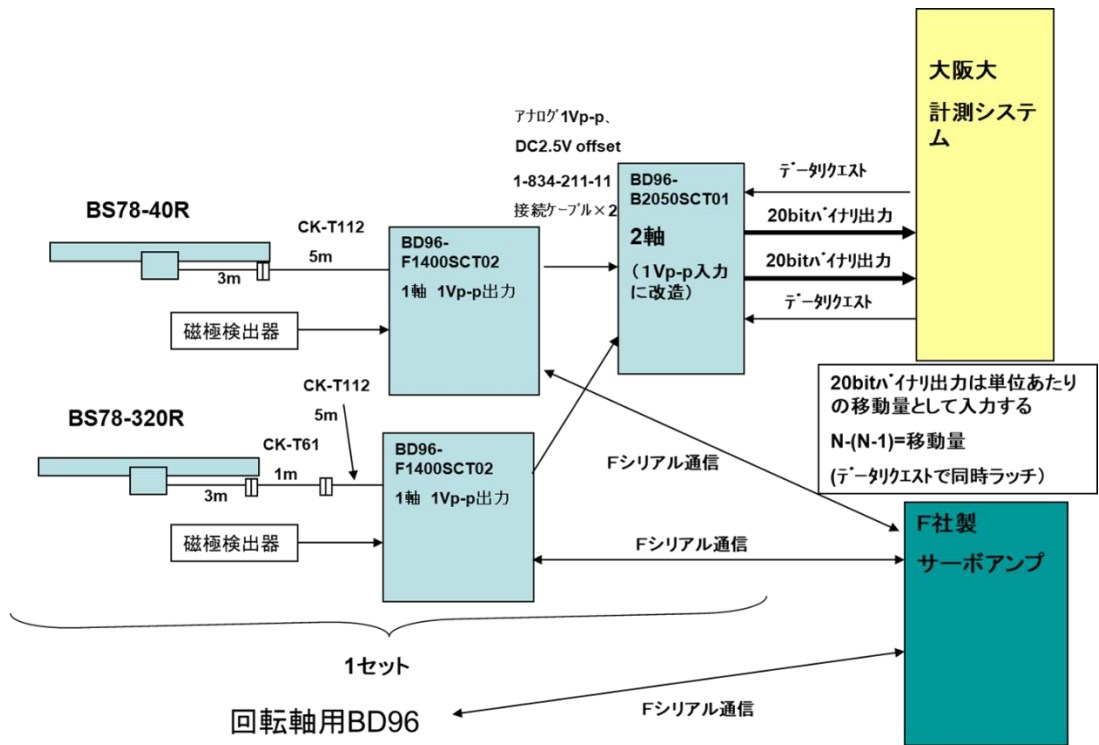 大阪大
計測システ
ム
アナログ1Vp-p、
DC2.5V offset
1-834-211-11
接続ケーブル×2
BD96-
B2050SCT01
2軸
(1Vp-p入力
に改造)
データリクエスト
20bitバイナリ出力
20bitバイナリ出力
データリクエスト
BS78-40R
CK-T112
5m
3m
BD96-
F1400SCT02
1軸 1Vp-p出力
磁極検出器
BS78-320R
CK-T112
5m
CK-T61
1m
3m
BD96-
F1400SCT02
1軸 1Vp-p出力
磁極検出器
20bitバイナリ出力は単位あたり
の移動量として入力する
N-(N-1)=移動量
(データリクエストで同時ラッチ)
Fシリアル通信
Fシリアル通信
F社製
サーボアンプ
1セット
回転軸用BD96
Fシリアル通信